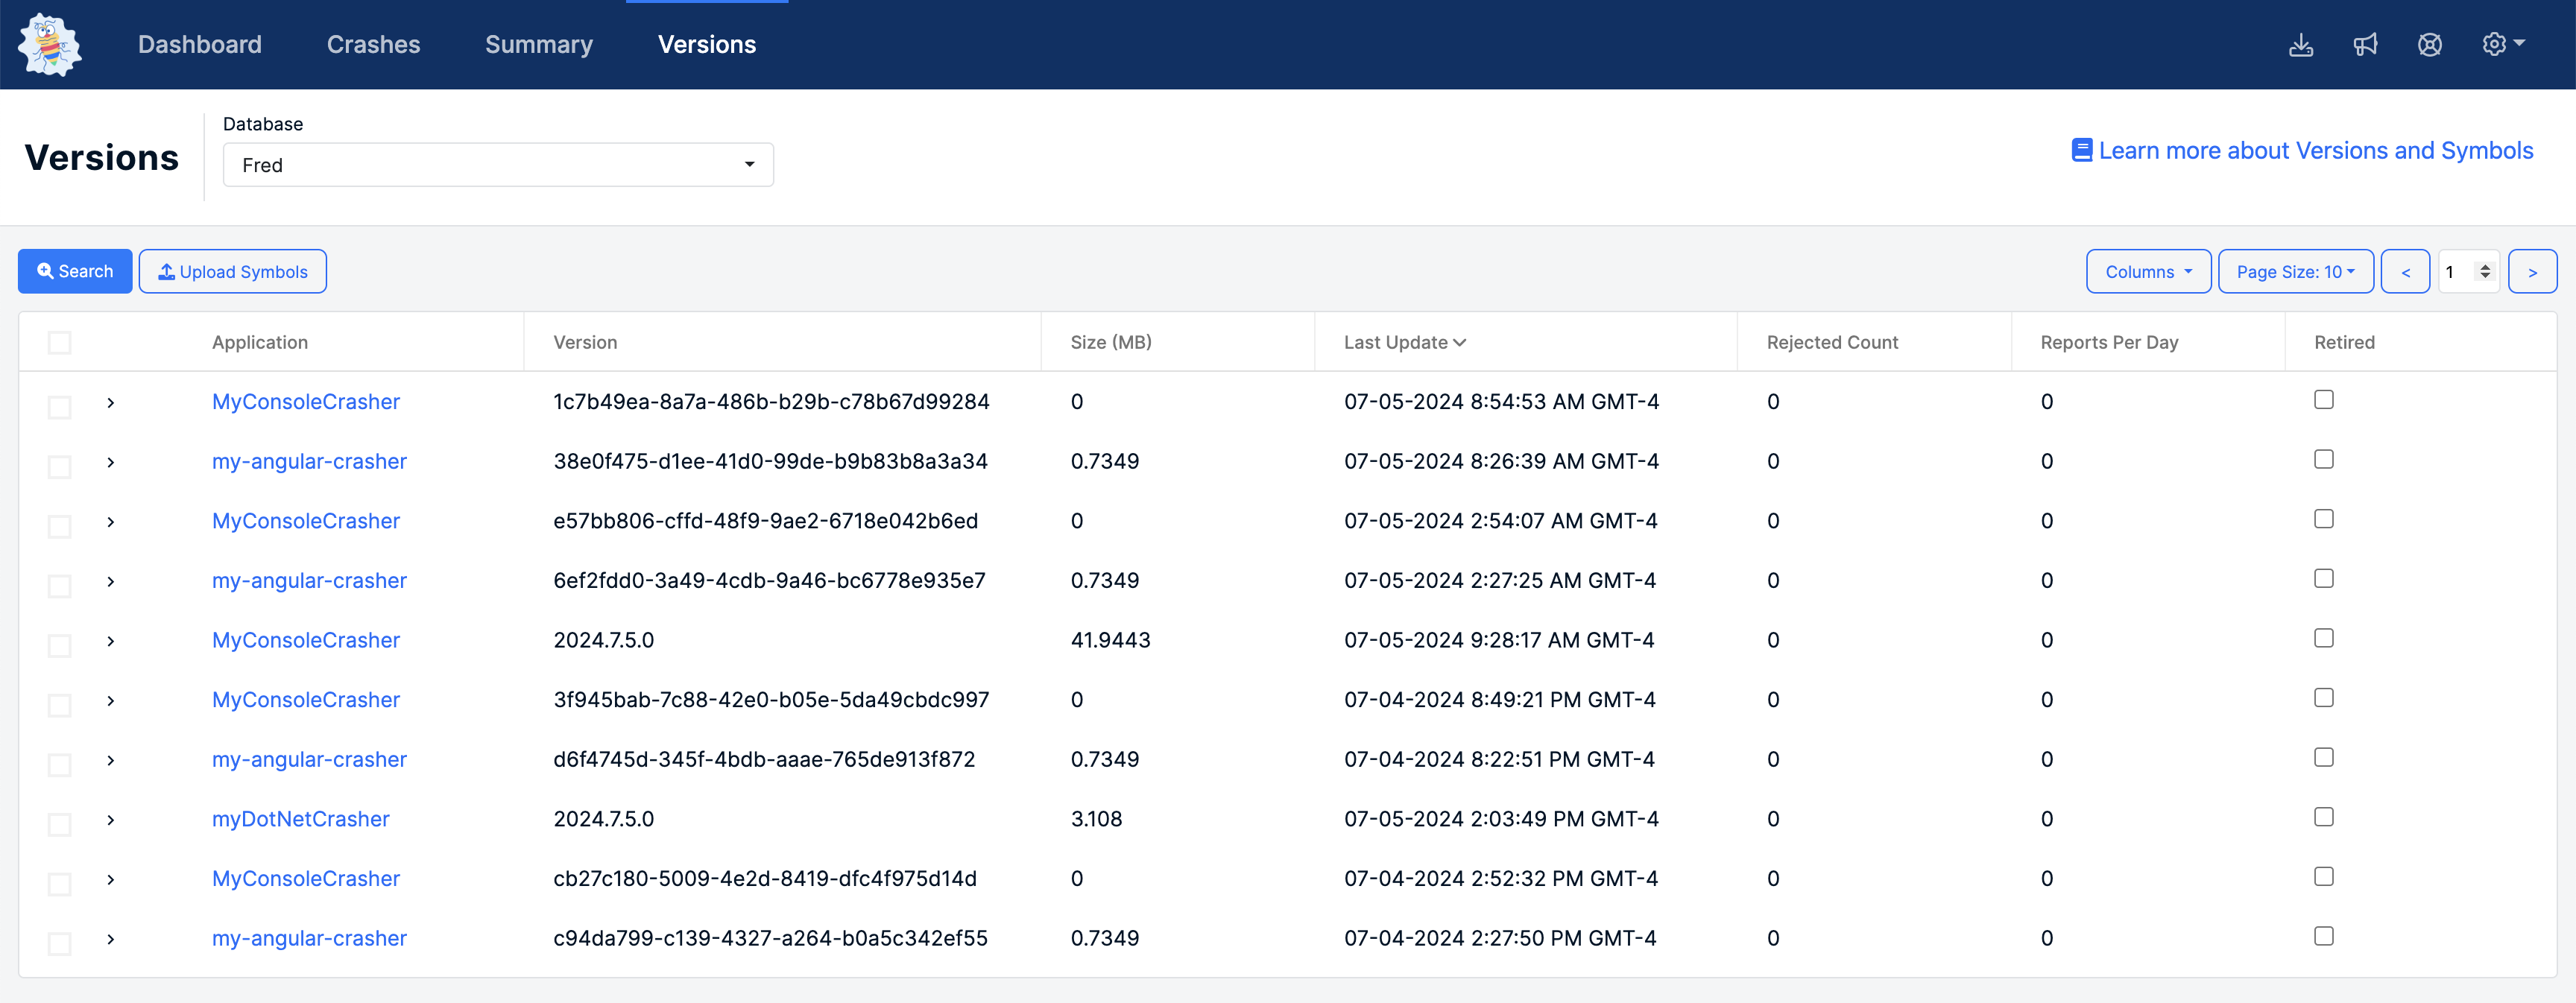 Dashboard Crashes Summary Versions
Versions
Database
Fred
Learn more about Versions and Symbols
Search Upload Symbols Columns Page Size: 10 < 1 >
Application Version Size (MB) Last Update Rejected Count Reports Per Day Retired
MyConsoleCrasher 1c7b49ea-8a7a-486b-b29b-c78b67d99284 0 07-05-2024 8:54:53 AM GMT-4 0 0
my-angular-crasher 38e0f475-d1ee-41d0-99de-b9b83b8a3a34 0.7349 07-05-2024 8:26:39 AM GMT-4 0 0
MyConsoleCrasher e57bb806-cffd-48f9-9ae2-6718e042b6ed 0 07-05-2024 2:54:07 AM GMT-4 0 0
my-angular-crasher 6ef2fdd0-3a49-4cdb-9a46-bc6778e935e7 0.7349 07-05-2024 2:27:25 AM GMT-4 0 0
MyConsoleCrasher 2024.7.5.0 41.9443 07-05-2024 9:28:17 AM GMT-4 0 0
MyConsoleCrasher 3f945bab-7c88-42e0-b05e-5da49cbdc997 0 07-04-2024 8:49:21 PM GMT-4 0 0
my-angular-crasher d6f4745d-345f-4bdb-aaae-765de913f872 0.7349 07-04-2024 8:22:51 PM GMT-4 0 0
myDotNetCrasher 2024.7.5.0 3.108 07-05-2024 2:03:49 PM GMT-4 0 0
MyConsoleCrasher cb27c180-5009-4e2d-8419-dfc4f975d14d 0 07-04-2024 2:52:32 PM GMT-4 0 0
my-angular-crasher c94da799-c139-4327-a264-b0a5c342ef55 0.7349 07-04-2024 2:27:50 PM GMT-4 0 0